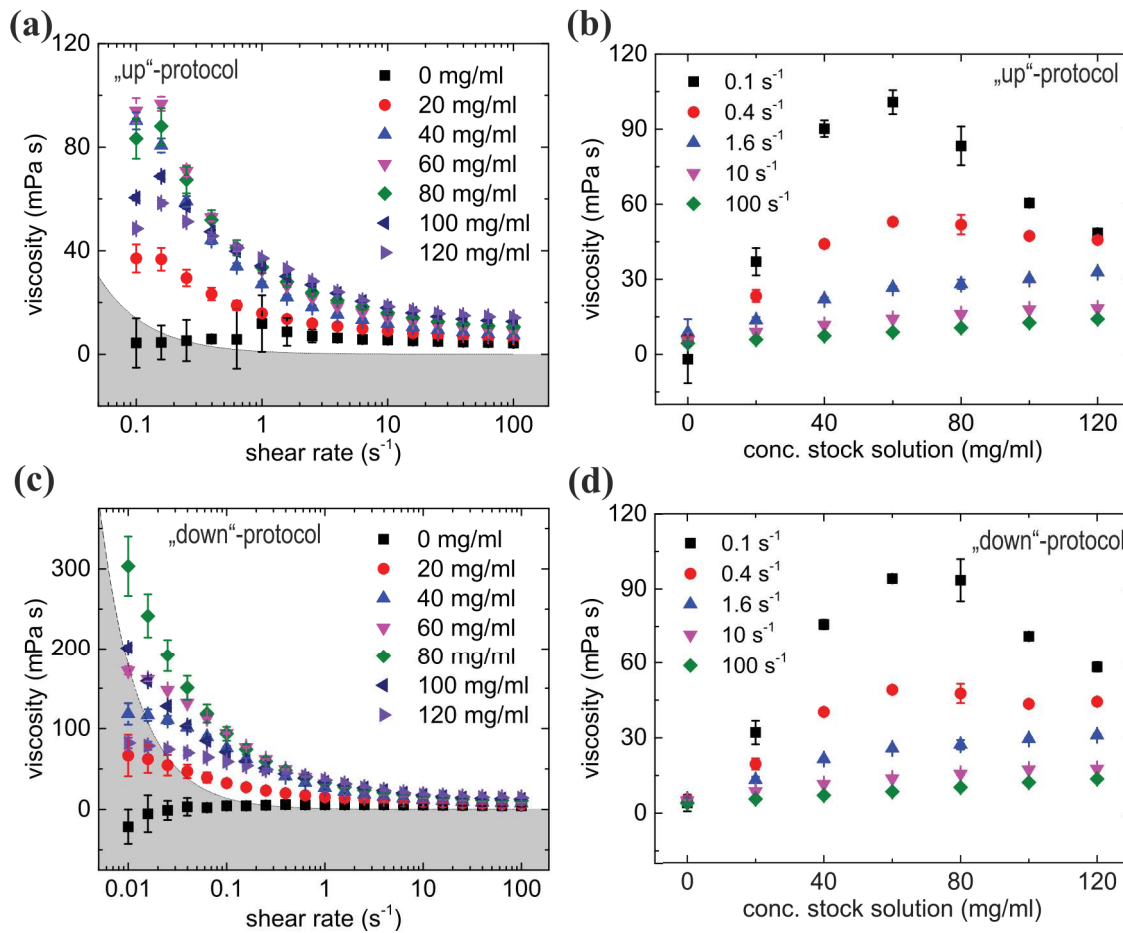 (a)
„up“-protocol
0 mg/ml
20 mg/ml
40 mg/ml
60 mg/ml
80 mg/ml
100 mg/ml
120 mg/ml
120
80
40
0
viscosity (mPa s)
0.1 1 10 100
shear rate (s⁻¹)
(b)
„up“-protocol
0.1 s⁻¹
0.4 s⁻¹
1.6 s⁻¹
10 s⁻¹
100 s⁻¹
120
90
60
30
0
viscosity (mPa s)
0 40 80 120
conc. stock solution (mg/ml)
(c)
„down“-protocol
0 mg/ml
20 mg/ml
40 mg/ml
60 mg/ml
80 mg/ml
100 mg/ml
120 mg/ml
300
200
100
0
viscosity (mPa s)
0.01 0.1 1 10 100
shear rate (s⁻¹)
(d)
„down“-protocol
0.1 s⁻¹
0.4 s⁻¹
1.6 s⁻¹
10 s⁻¹
100 s⁻¹
120
90
60
30
0
viscosity (mPa s)
0 40 80 120
conc. stock solution (mg/ml)